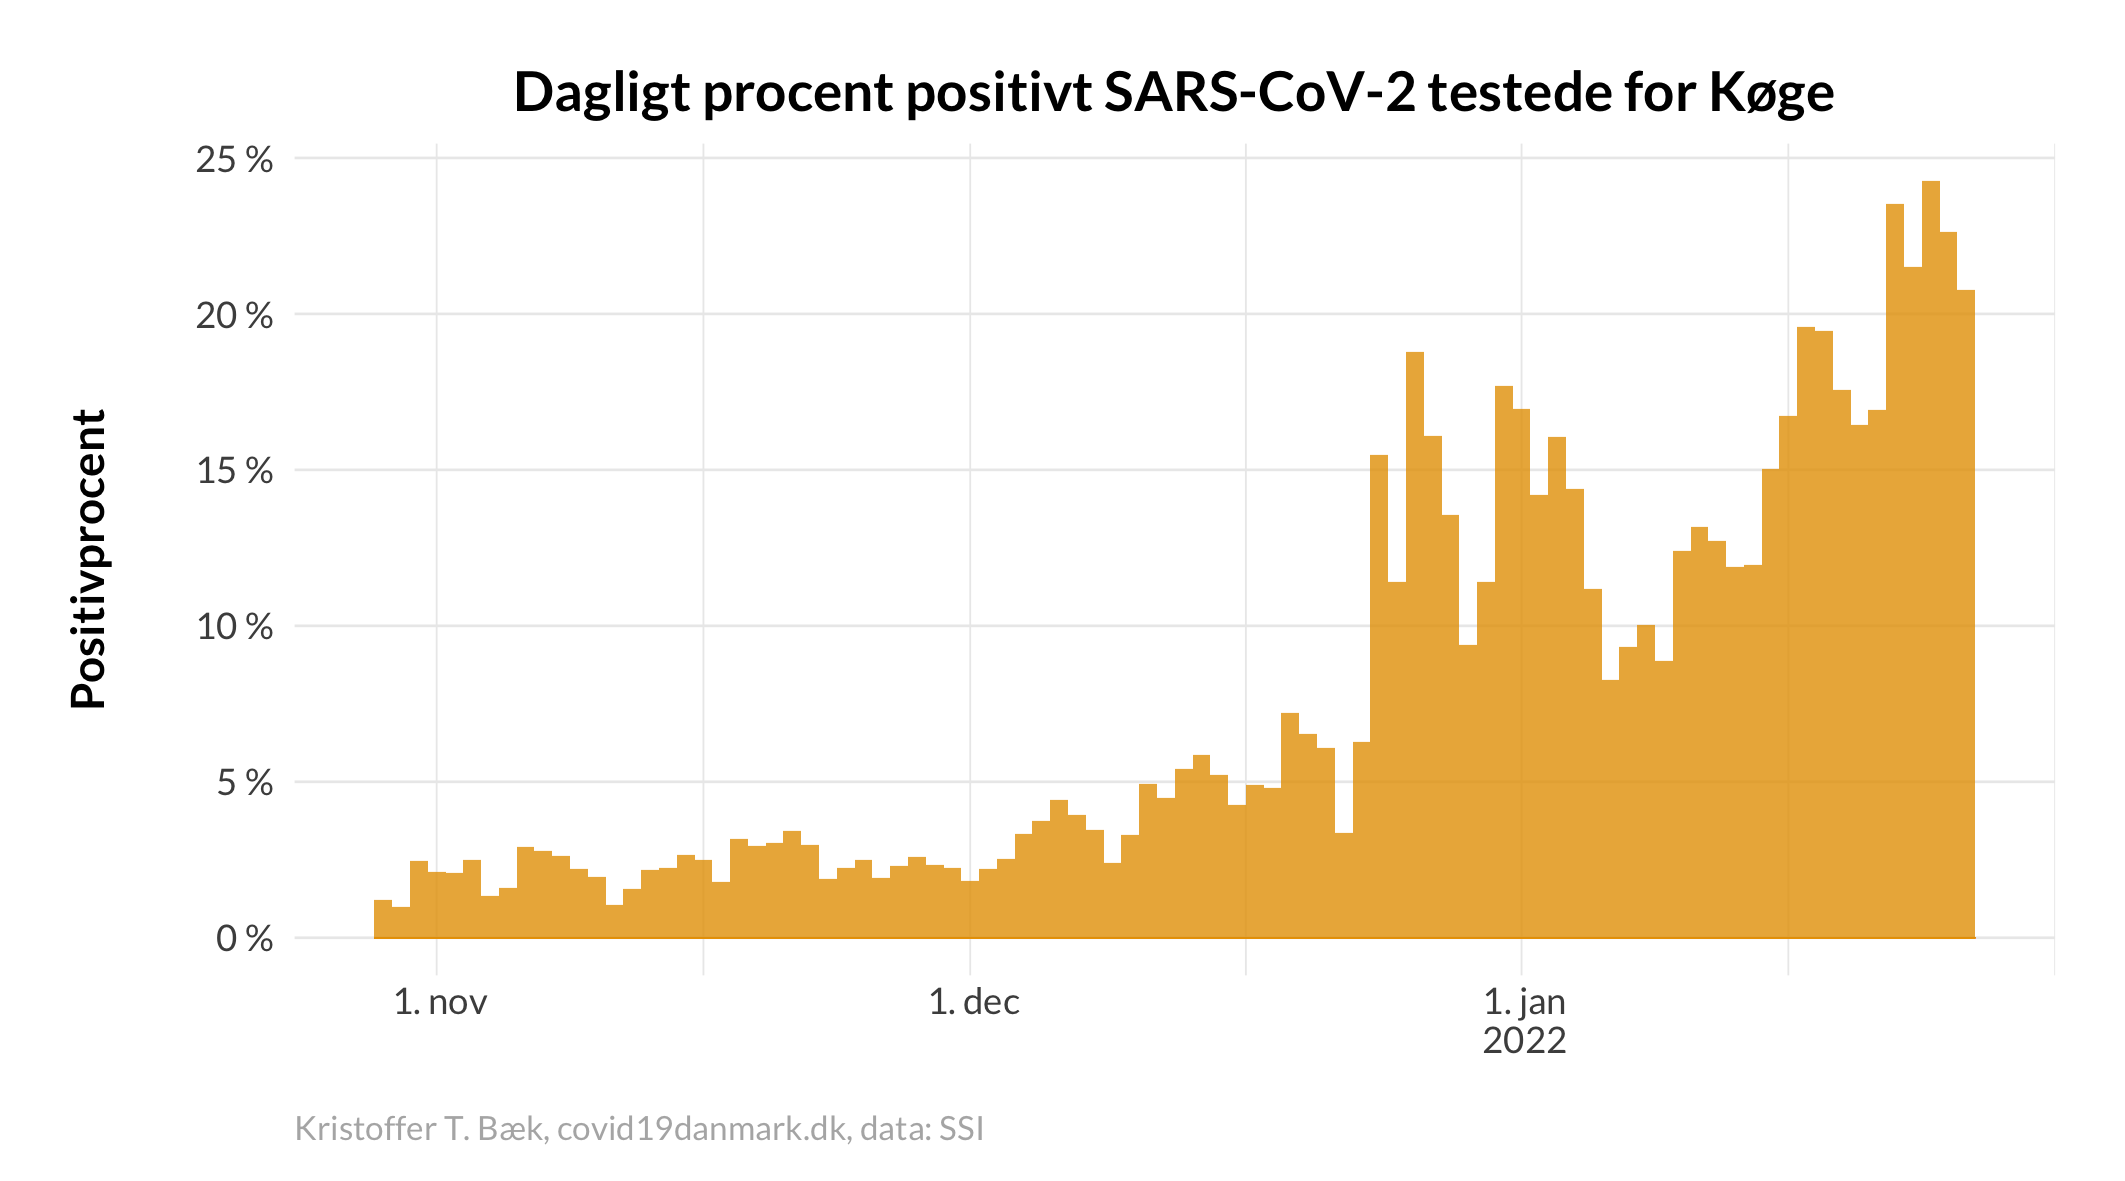 Dagligt procent positivt SARS-CoV-2 testede for Køge
25 %
20 %
15 %
10 %
5 %
0 %
Positivprocent
1. nov
1. dec
1. jan
2022
Kristoffer T. Bæk, covid19danmark.dk, data: SSI